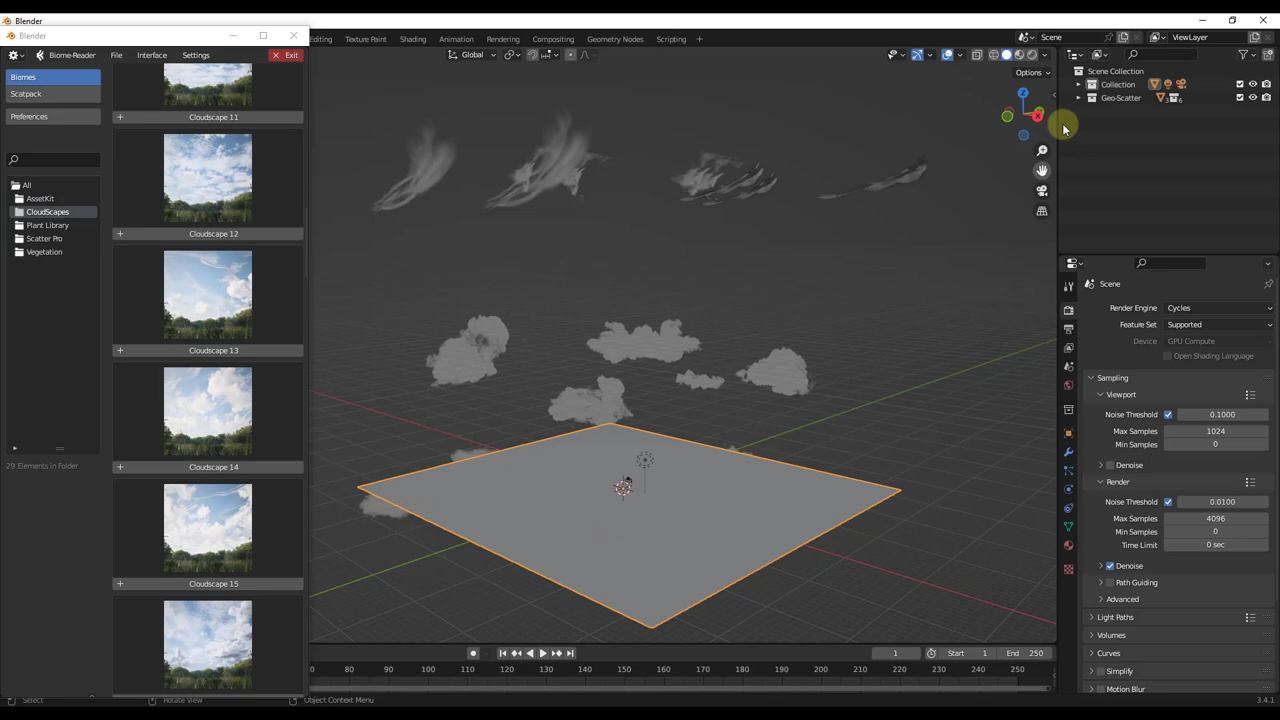 Blender
Blender
Biome-Reader File Interface Settings Exit
Biomes
Scatpack
Preferences
All
AssetKit
CloudScapes
Plant Library
Scatter Pro
Vegetation
29 Elements in Folder
Cloudscape 11
Cloudscape 12
Cloudscape 13
Cloudscape 14
Cloudscape 15
Editing Texture Paint Shading Animation Rendering Compositing Geometry Nodes Scripting +
Scene ViewLayer
Global
Options
Z
X
Scene Collection
Collection
Geo-Scatter 3 6
Scene
Render Engine Cycles
Feature Set Supported
Device GPU Compute
Open Shading Language
Sampling
Viewport
Noise Threshold 0.1000
Max Samples 1024
Min Samples 0
Denoise
Render
Noise Threshold 0.0100
Max Samples 4096
Min Samples 0
Time Limit 0 sec
Denoise
Path Guiding
Advanced
Light Paths
Volumes
Curves
Simplify
Motion Blur
1 Start 1 End 250
70 80 90 100 110 120 130 140 150 160 170 180 190 200 210 220 230 240 250
Select Rotate View Object Context Menu 3.4.1